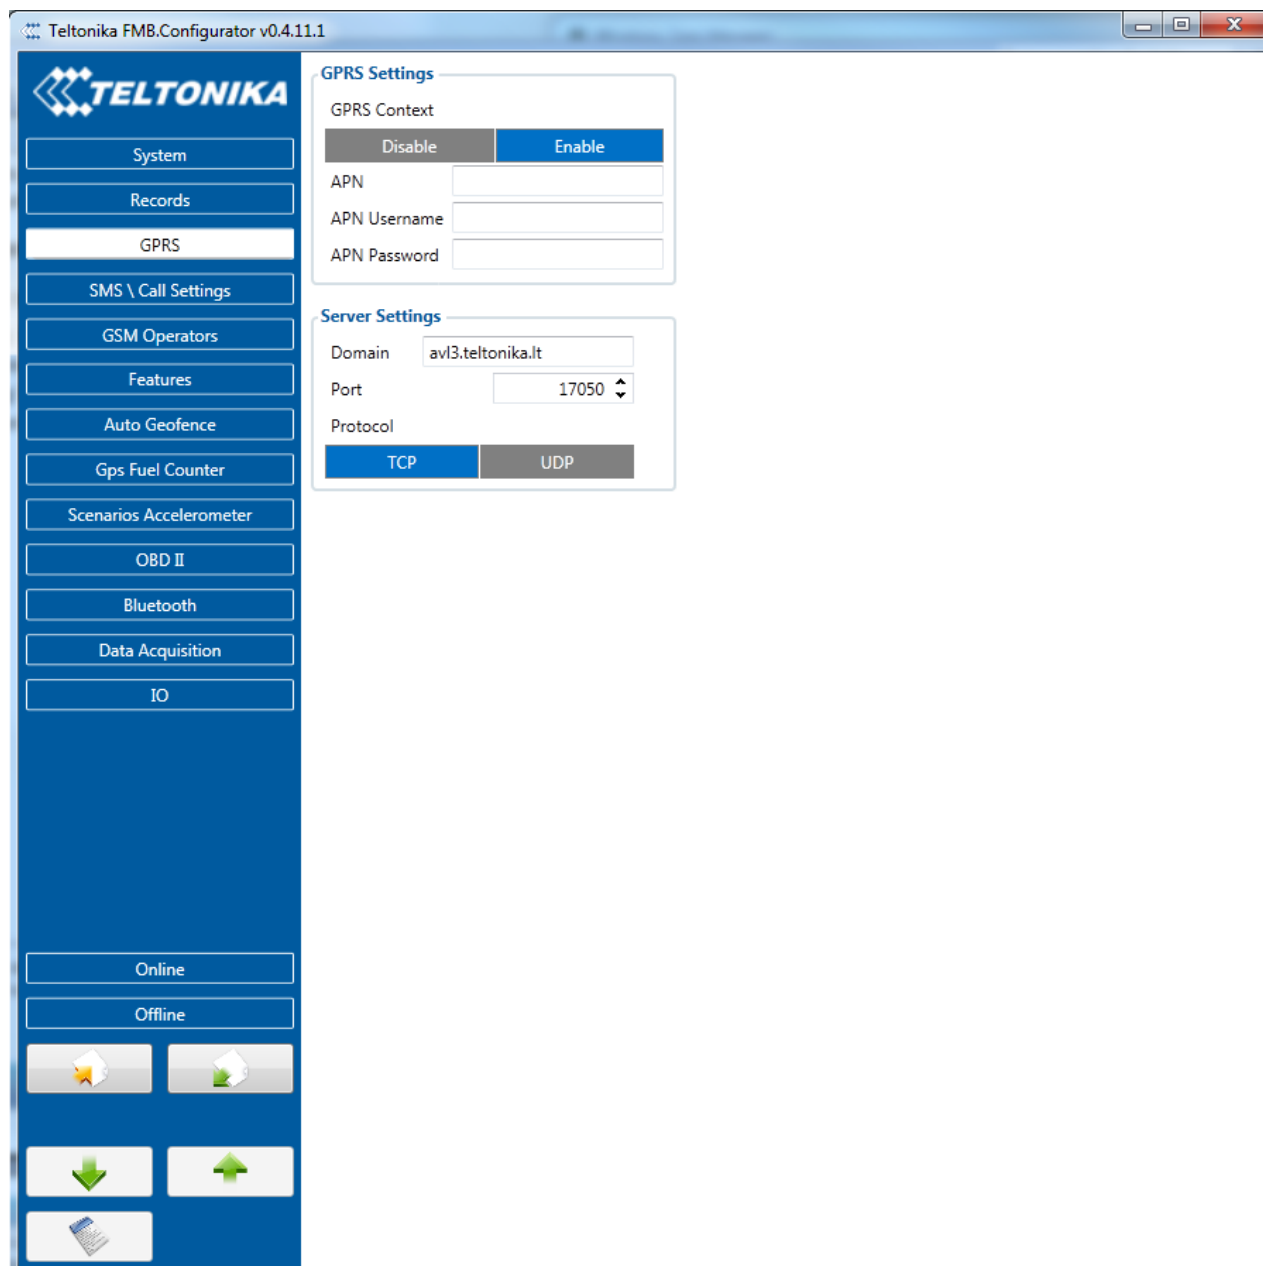 Teltonika FMB.Configurator v0.4.11.1
TELTONIKA
System
Records
GPRS
SMS \ Call Settings
GSM Operators
Features
Auto Geofence
Gps Fuel Counter
Scenarios Accelerometer
OBD II
Bluetooth
Data Acquisition
IO
Online
Offline
GPRS Settings
GPRS Context
Disable Enable
APN
APN Username
APN Password
Server Settings
Domain avl3.teltonika.lt
Port 17050
Protocol
TCP UDP